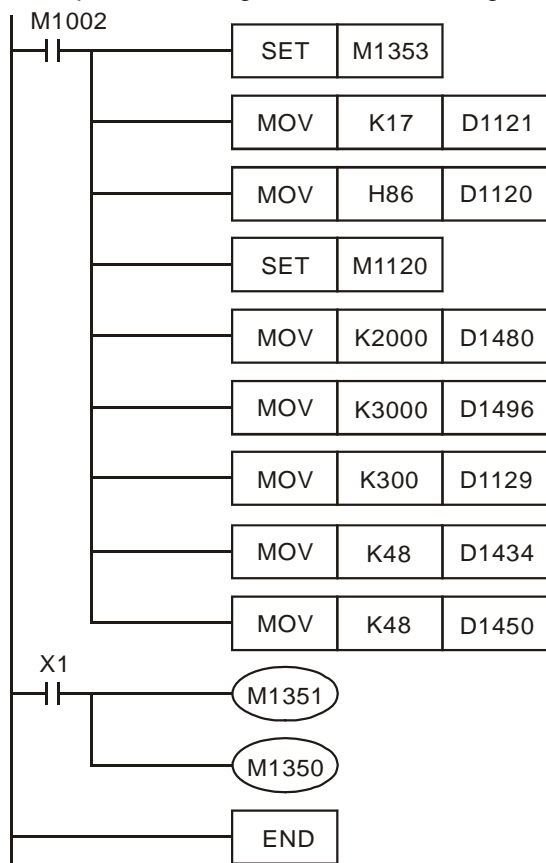 M1002
SET M1353
MOV K17 D1121
MOV H86 D1120
SET M1120
MOV K2000 D1480
MOV K3000 D1496
MOV K300 D1129
MOV K48 D1434
MOV K48 D1450
X1
M1351
M1350
END